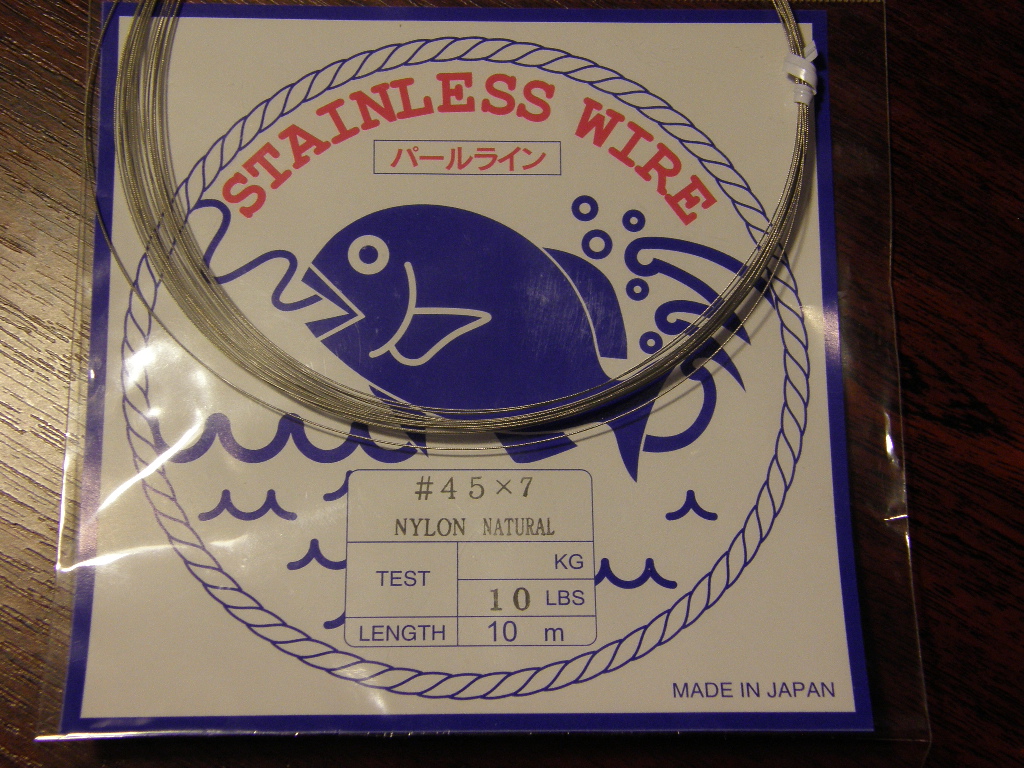 STAINLESS WIRE
パールライン
#45×7
NYLON NATURAL
TEST
KG
10 LBS
LENGTH 10 m
MADE IN JAPAN